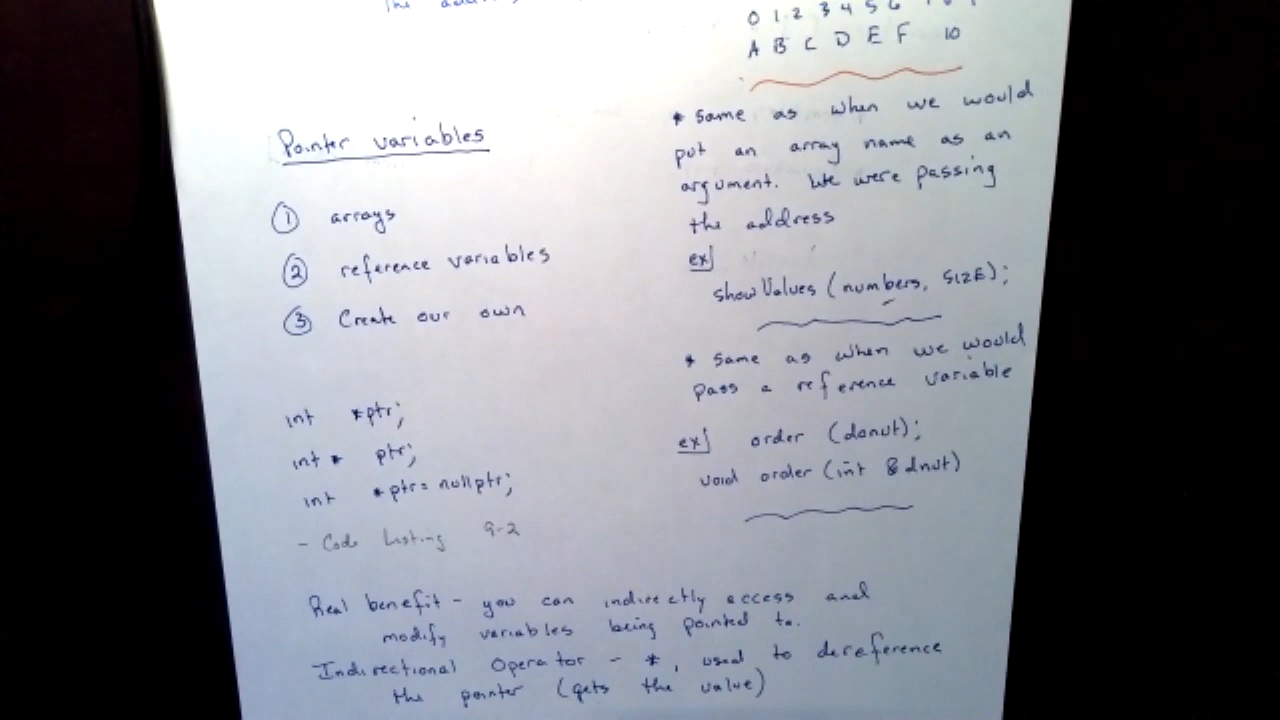 the address
0 1 2 3 4 5 6
A B C D E F 10
Pointer variables
① arrays
② reference variables
③ Create our own
int *ptr;
int * ptr;
int *ptr = nullptr;
- Code listing 9-2
* Same as when we would
put an array name as an
argument. We were passing
the address
ex]
showValues (numbers, SIZE);
* Same as when we would
pass a reference variable
ex] order (donut);
void order (int &dnut)
Real benefit - you can indirectly access and
modify variables being pointed to.
Indirectional Operator - *, used to dereference
the pointer (gets the value)